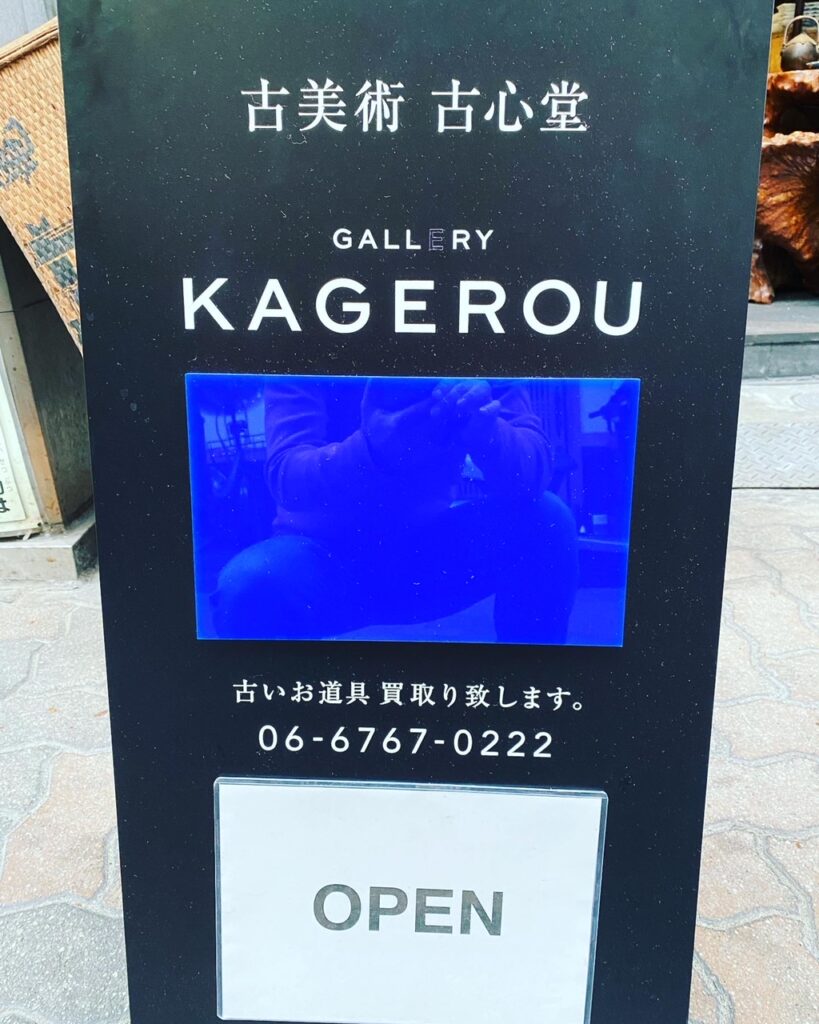 古美術 古心堂
GALLERY
KAGEROU
古いお道具 買取り致します。
06-6767-0222
OPEN